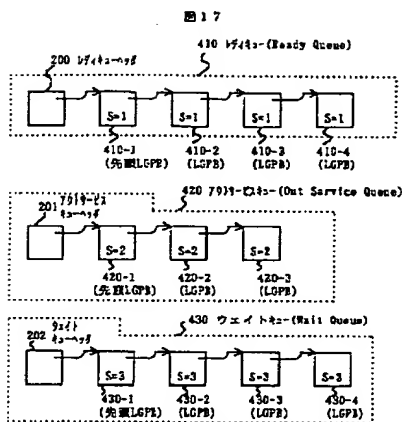 図17
200 レディキューヘッダ
410 レディキュー(Ready Queue)
S=1 S=1 S=1 S=1
410-1 410-2 410-3 410-4
(先頭LGPB) (LGPB) (LGPB) (LGPB)
420 アウトサービスキュー(Out Service Queue)
201 アウトサービス
キューヘッダ
S=2 S=2 S=2
420-1 420-2 420-3
(先頭LGPB) (LGPB) (LGPB)
430 ウェイトキュー(Wait Queue)
ウェイト
202 キューヘッダ
S=3 S=3 S=3 S=3
430-1 430-2 430-3 430-4
(先頭LGPB) (LGPB) (LGPB) (LGPB)